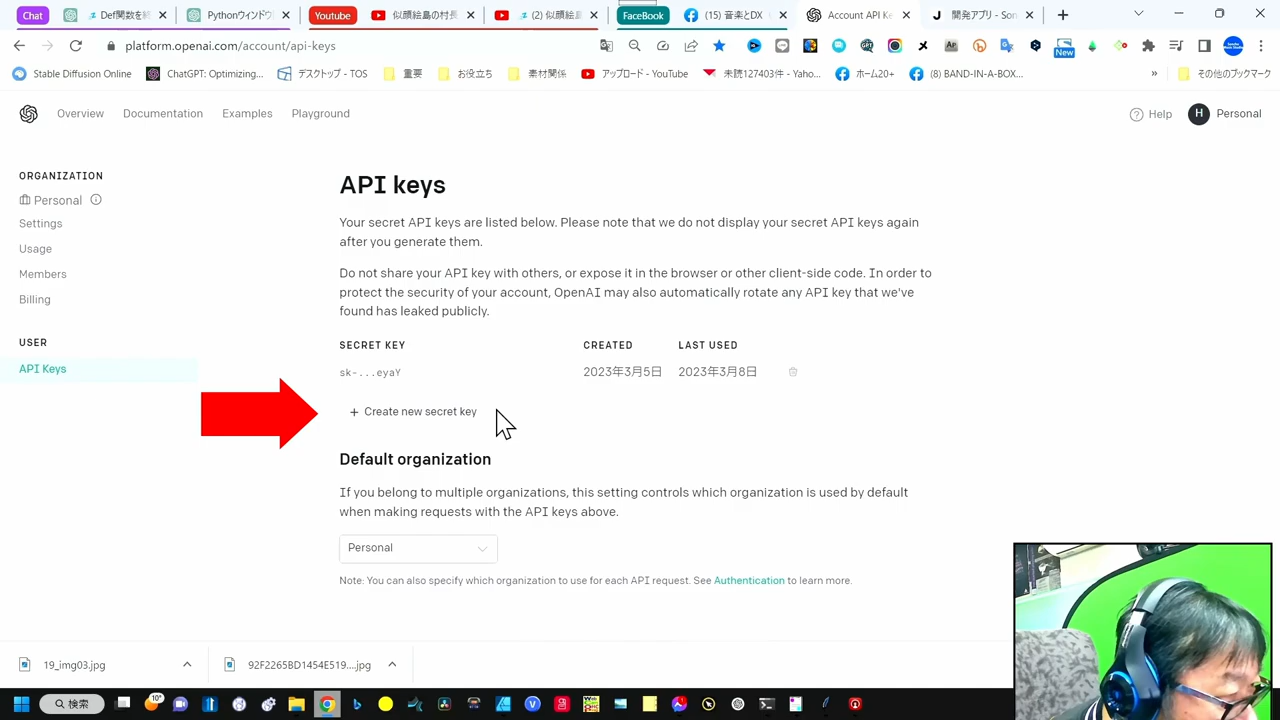 Chat
Def関数を終
Pythonウィンドウ
Youtube
似顔絵島の村長
(2) 似顔絵
FaceBook
(15) 音楽とDX
Account API Ke
開発アプリ - Son
platform.openai.com/account/api-keys
New
Stable Diffusion Online
ChatGPT: Optimizing...
デスクトップ - TOS
重要
お役立ち
素材関係
アップロード - YouTube
未読127403件 - Yaho...
ホーム20+
(8) BAND-IN-A-BOX...
»
その他のブックマーク
Overview
Documentation
Examples
Playground
Help
H
Personal
ORGANIZATION
Personal
Settings
Usage
Members
Billing
USER
API Keys
API keys
Your secret API keys are listed below. Please note that we do not display your secret API keys again
after you generate them.
Do not share your API key with others, or expose it in the browser or other client-side code. In order to
protect the security of your account, OpenAI may also automatically rotate any API key that we've
found has leaked publicly.
SECRET KEY CREATED LAST USED
sk-...eyaY 2023年3月5日 2023年3月8日
+ Create new secret key
Default organization
If you belong to multiple organizations, this setting controls which organization is used by default
when making requests with the API keys above.
Personal
Note: You can also specify which organization to use for each API request. See Authentication to learn more.
19_img03.jpg
92F2265BD1454E519....jpg
検索
10°